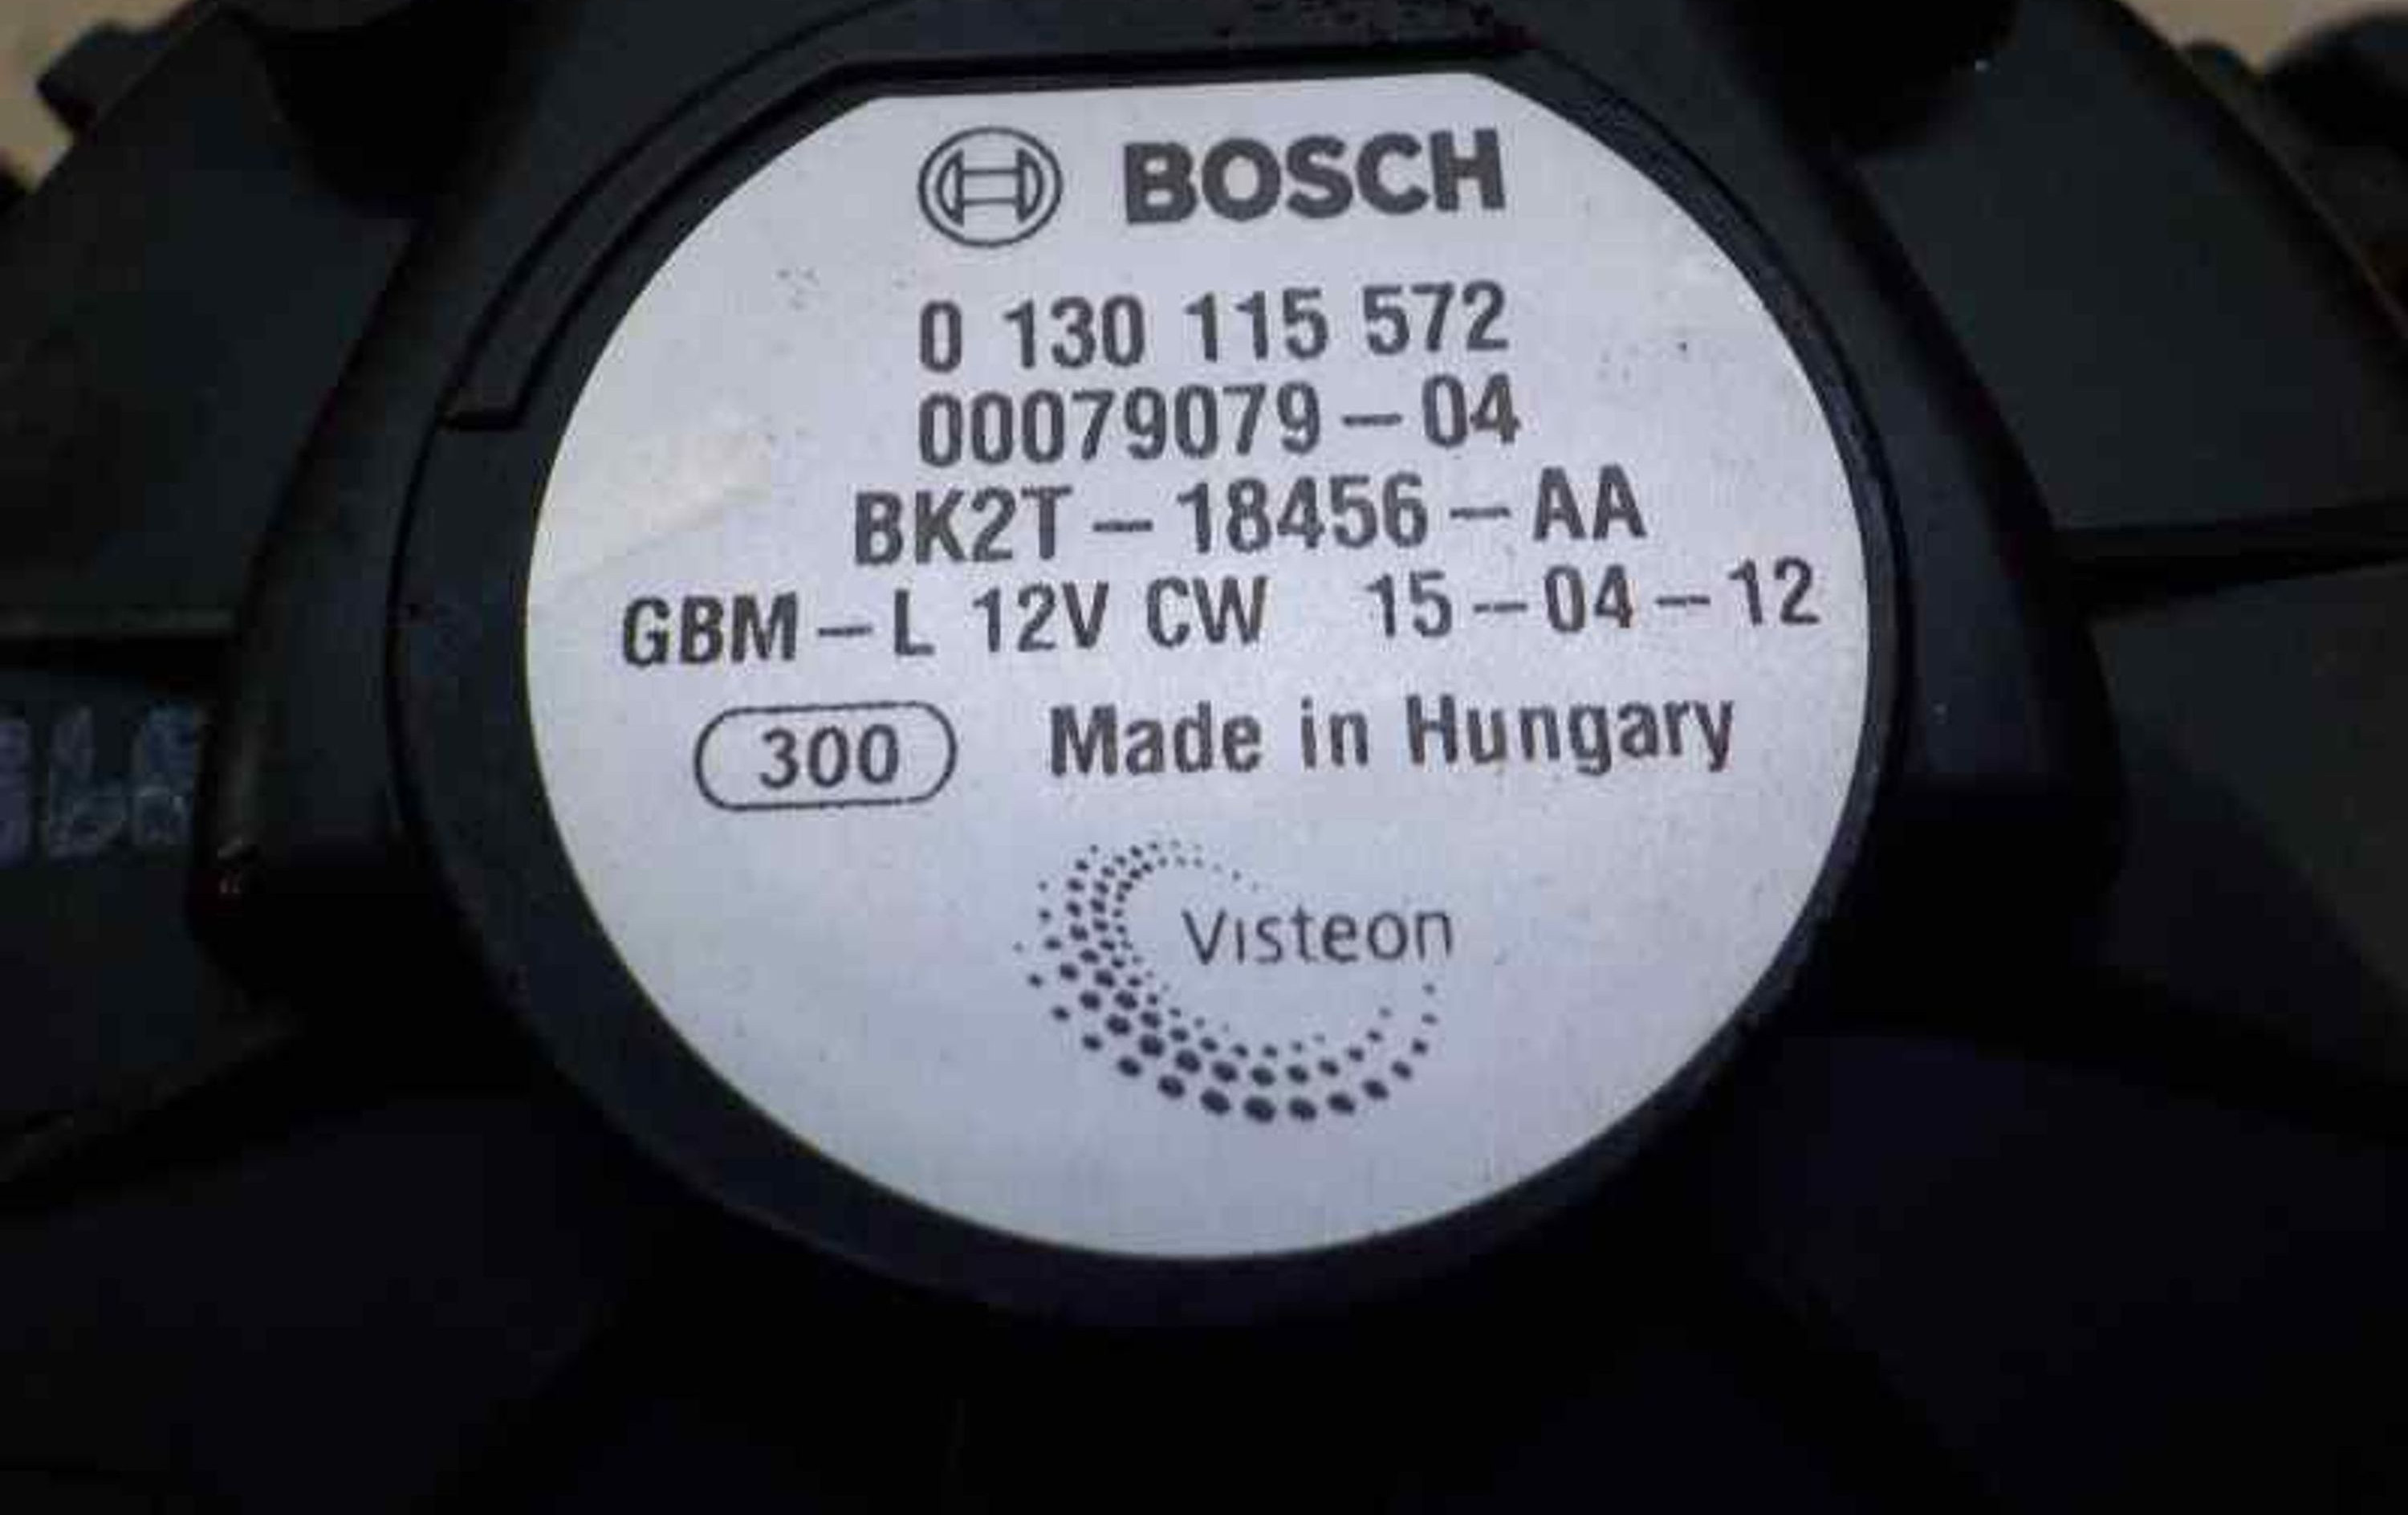 BOSCH
0 130 115 572
00079079-04
BK2T-18456-AA
GBM-L 12V CW 15-04-12
300 Made in Hungary
Visteon